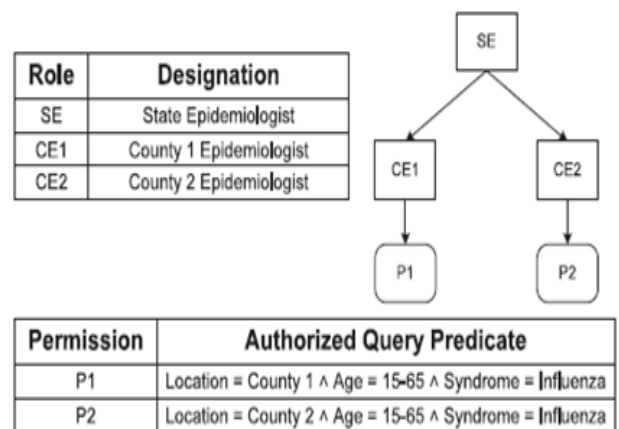 Role Designation
SE State Epidemiologist
CE1 County 1 Epidemiologist
CE2 County 2 Epidemiologist
SE
CE1 CE2
P1 P2
Permission Authorized Query Predicate
P1 Location = County 1 ∧ Age = 15-65 ∧ Syndrome = Influenza
P2 Location = County 2 ∧ Age = 15-65 ∧ Syndrome = Influenza